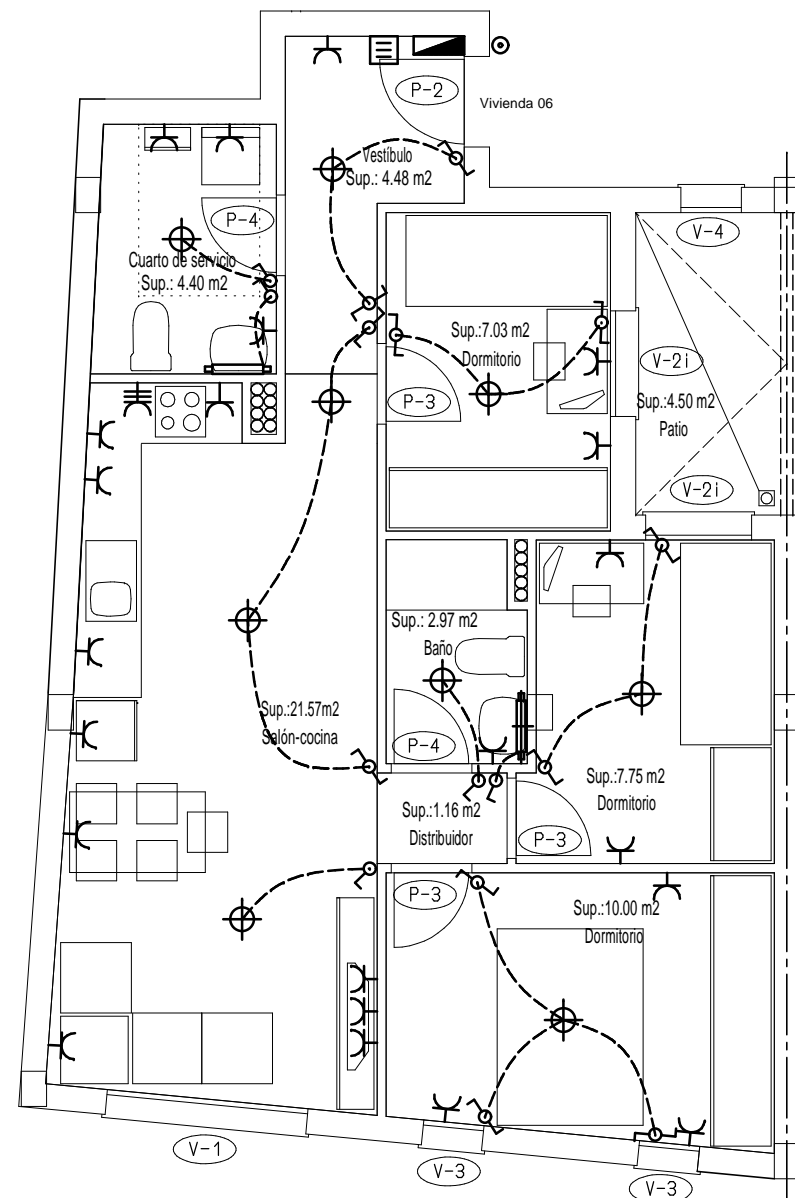 P-2
Vivienda 06
Vestíbulo
Sup.: 4.48 m2
P-4
V-4
Cuarto de servicio
Sup.: 4.40 m2
Sup.:7.03 m2
Dormitorio
V-2i
P-3
Sup.:4.50 m2
Patio
V-2i
Sup.: 2.97 m2
Baño
Sup.:21.57m2
Salón-cocina
P-4
Sup.:7.75 m2
Dormitorio
Sup.:1.16 m2
Distribuidor
P-3
P-3
Sup.:10.00 m2
Dormitorio
V-1
V-3
V-3